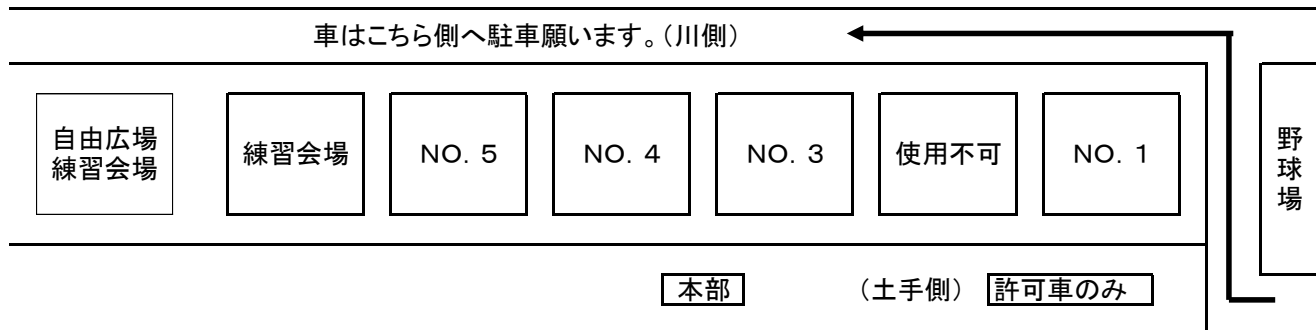 車はこちら側へ駐車願います。（川側）
自由広場
練習会場
練習会場
ＮＯ．５
ＮＯ．４
ＮＯ．３
使用不可
ＮＯ．１
野球場
本部
（土手側）
許可車のみ